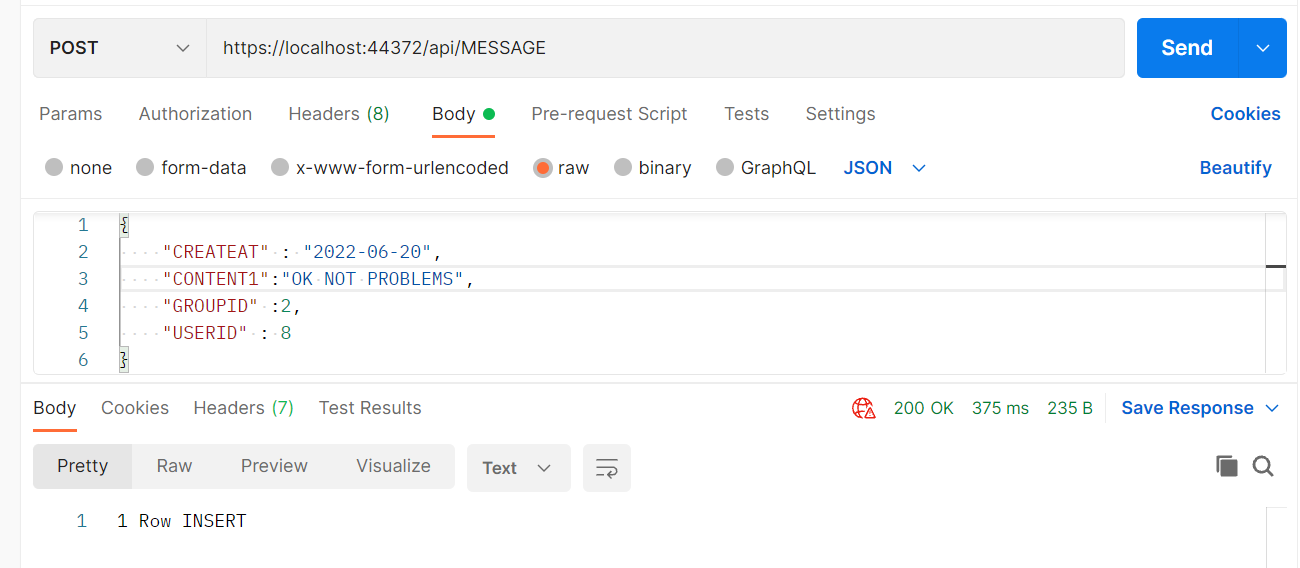 POST https://localhost:44372/api/MESSAGE Send
Params Authorization Headers (8) Body Pre-request Script Tests Settings Cookies
none form-data x-www-form-urlencoded raw binary GraphQL JSON Beautify
1 {
2 "CREATEAT" : "2022-06-20",
3 "CONTENT1":"OK NOT PROBLEMS",
4 "GROUPID" :2,
5 "USERID" : 8
6 }
Body Cookies Headers (7) Test Results 200 OK 375 ms 235 B Save Response
Pretty Raw Preview Visualize Text
1 1 Row INSERT